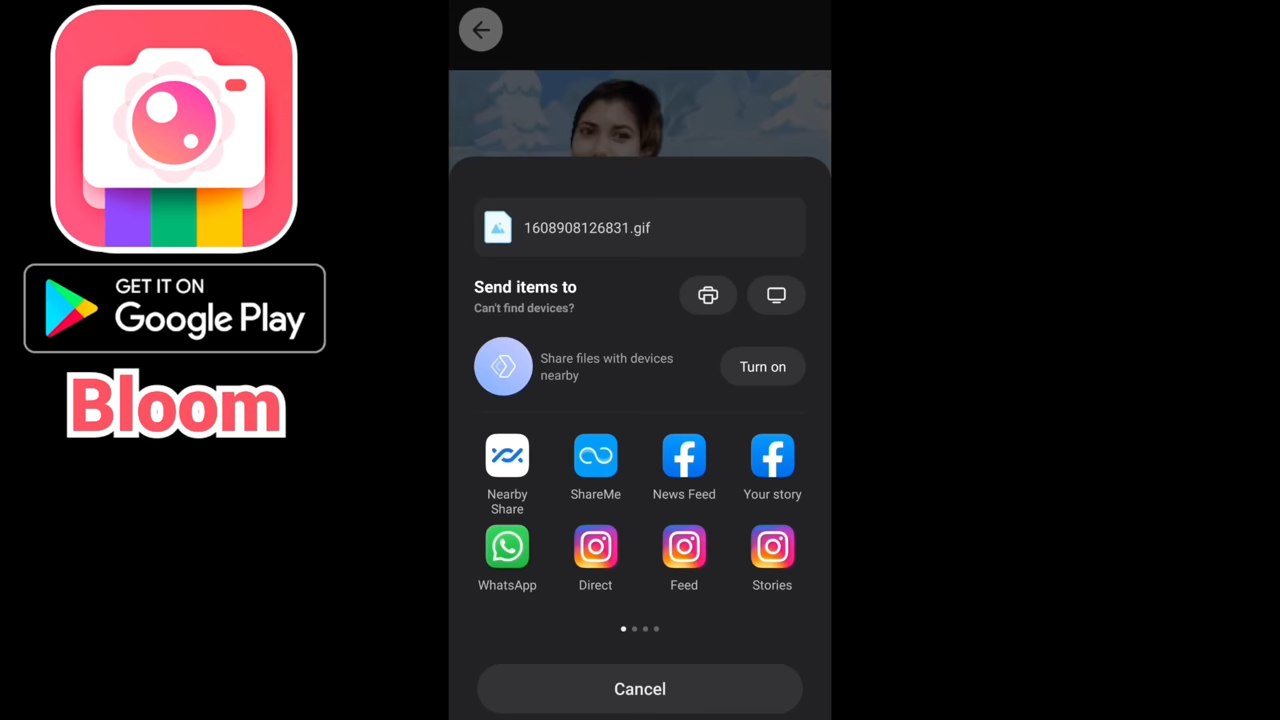 GET IT ON
Google Play
Bloom
1608908126831.gif
Send items to
Can't find devices?
Share files with devices
nearby
Turn on
Nearby
Share
ShareMe
News Feed
Your story
WhatsApp
Direct
Feed
Stories
Cancel